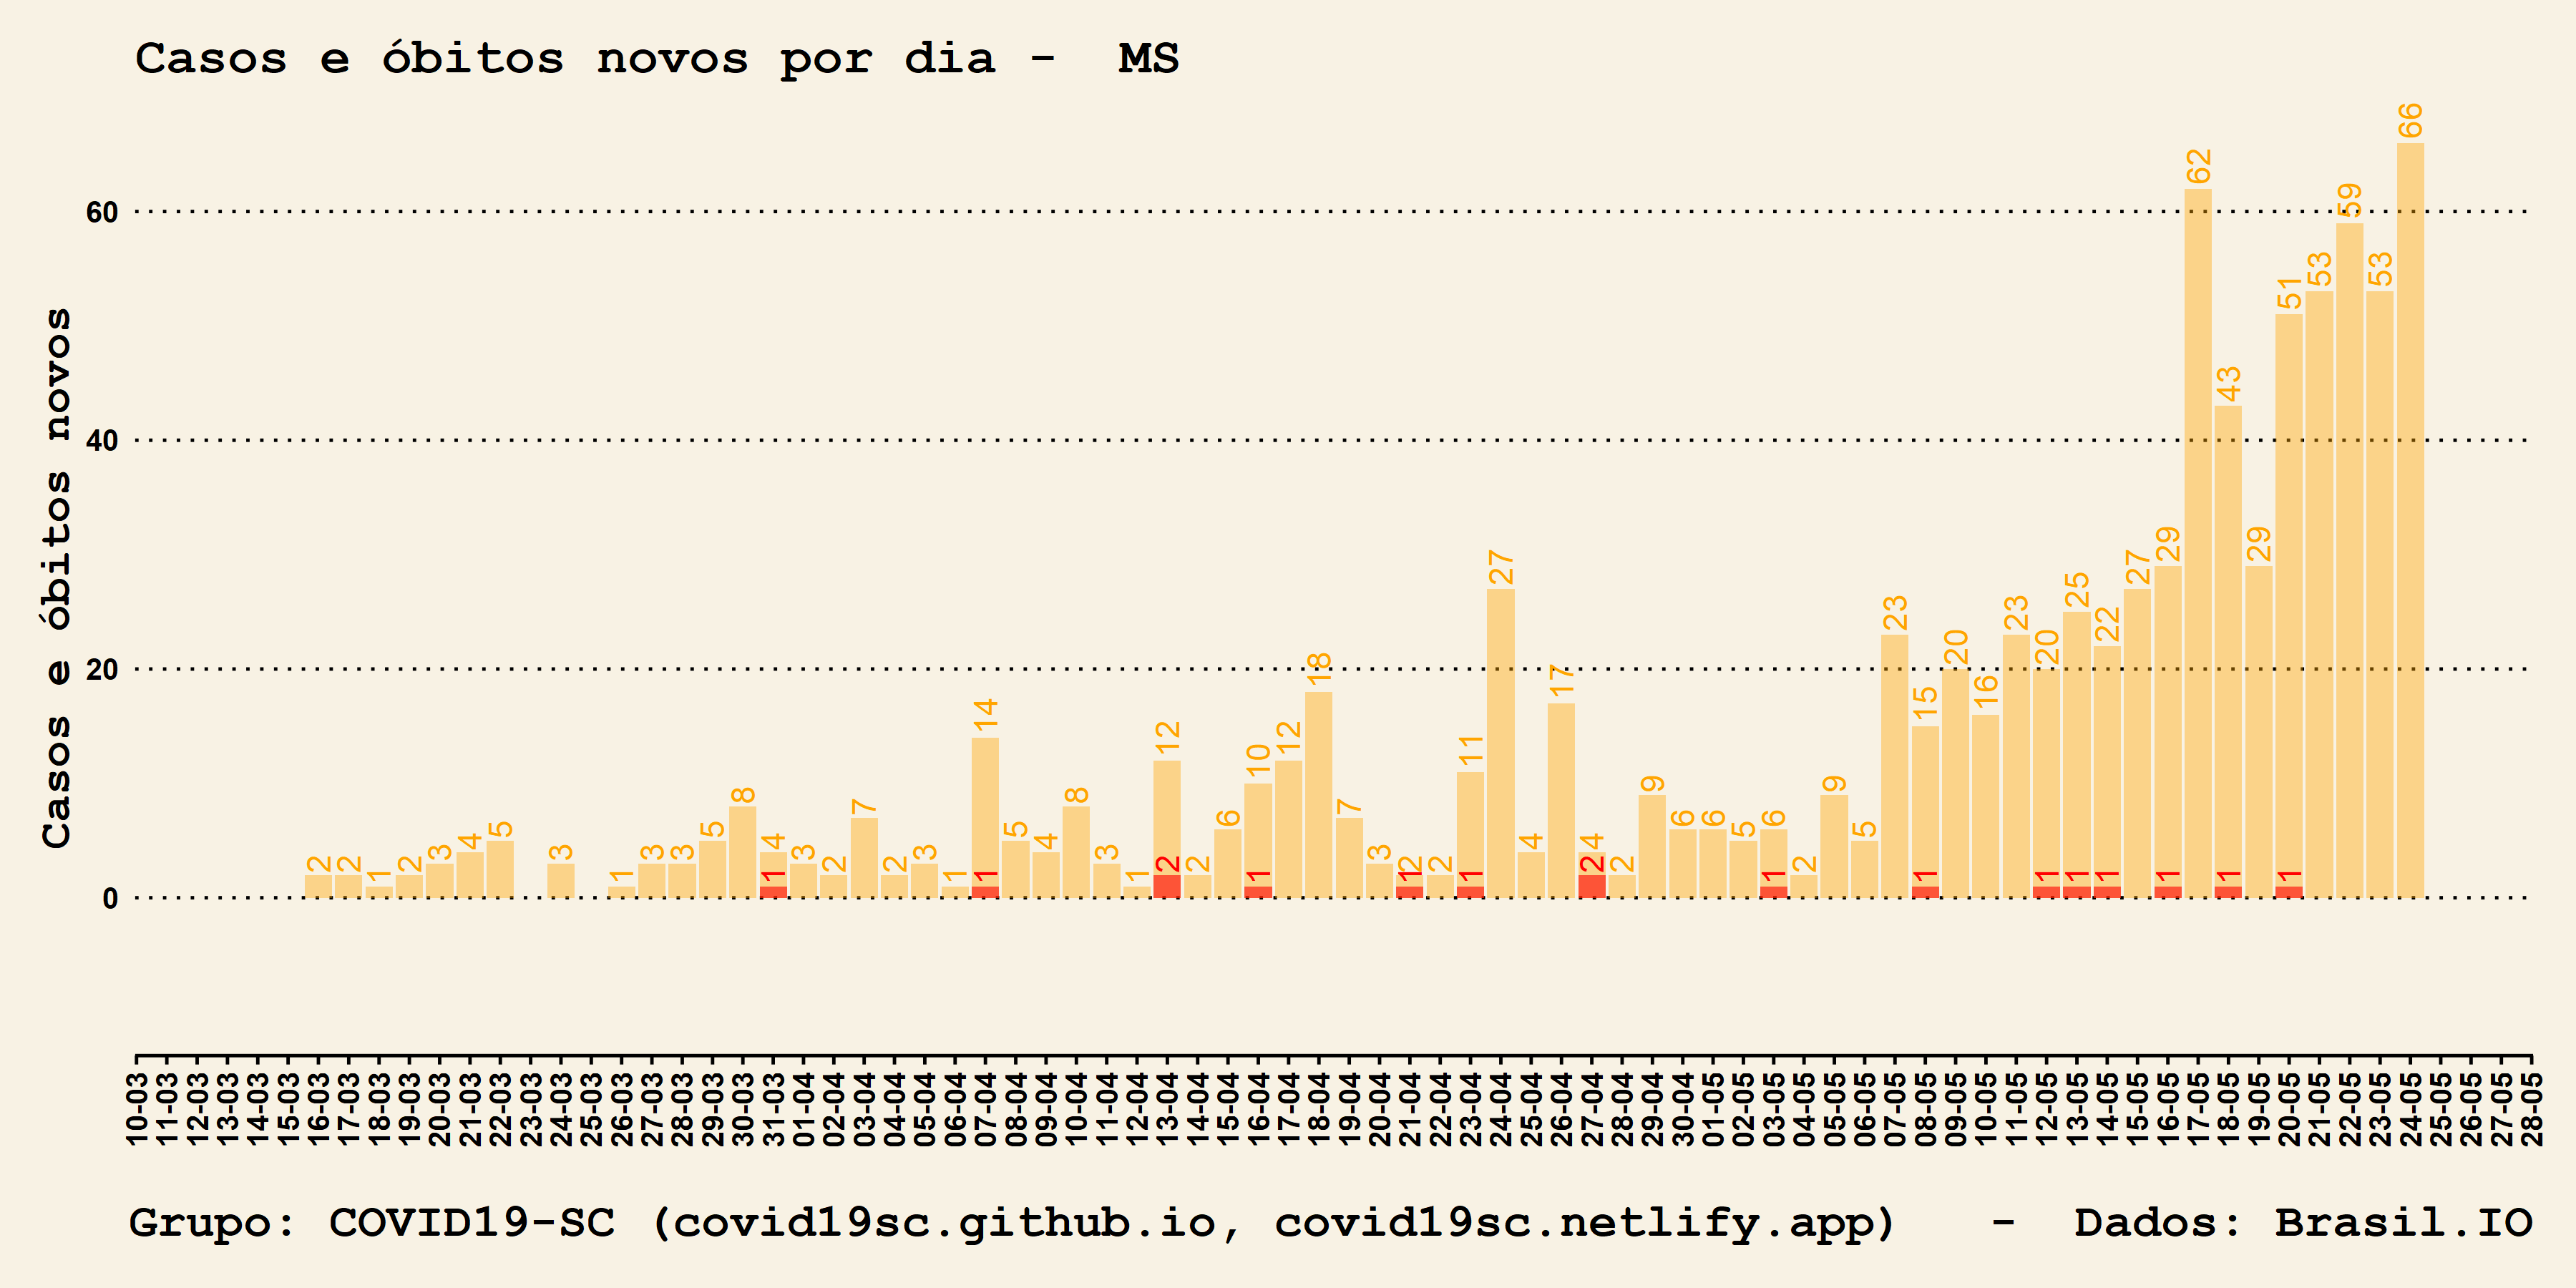 Casos e óbitos novos por dia -  MS
Casos e óbitos novos
60
40
20
0
2 2 1 2 3 4 5 3 1 3 3 5 8 4 3 2 7 2 3 1 14 5 4 8 3 1 12 2 6 10 12 18 7 3 2 2 11 27 4 17 4 2 9 6 6 5 6 2 9 5 23 15 20 16 23 20 25 22 27 29 62 43 29 51 53 59 53 66
1 1 2 1 1 1 2 1 1 1 1 1 1 1 1
10-03 11-03 12-03 13-03 14-03 15-03 16-03 17-03 18-03 19-03 20-03 21-03 22-03 23-03 24-03 25-03 26-03 27-03 28-03 29-03 30-03 31-03 01-04 02-04 03-04 04-04 05-04 06-04 07-04 08-04 09-04 10-04 11-04 12-04 13-04 14-04 15-04 16-04 17-04 18-04 19-04 20-04 21-04 22-04 23-04 24-04 25-04 26-04 27-04 28-04 29-04 30-04 01-05 02-05 03-05 04-05 05-05 06-05 07-05 08-05 09-05 10-05 11-05 12-05 13-05 14-05 15-05 16-05 17-05 18-05 19-05 20-05 21-05 22-05 23-05 24-05 25-05 26-05 27-05 28-05
Grupo: COVID19-SC (covid19sc.github.io, covid19sc.netlify.app)   -  Dados: Brasil.IO